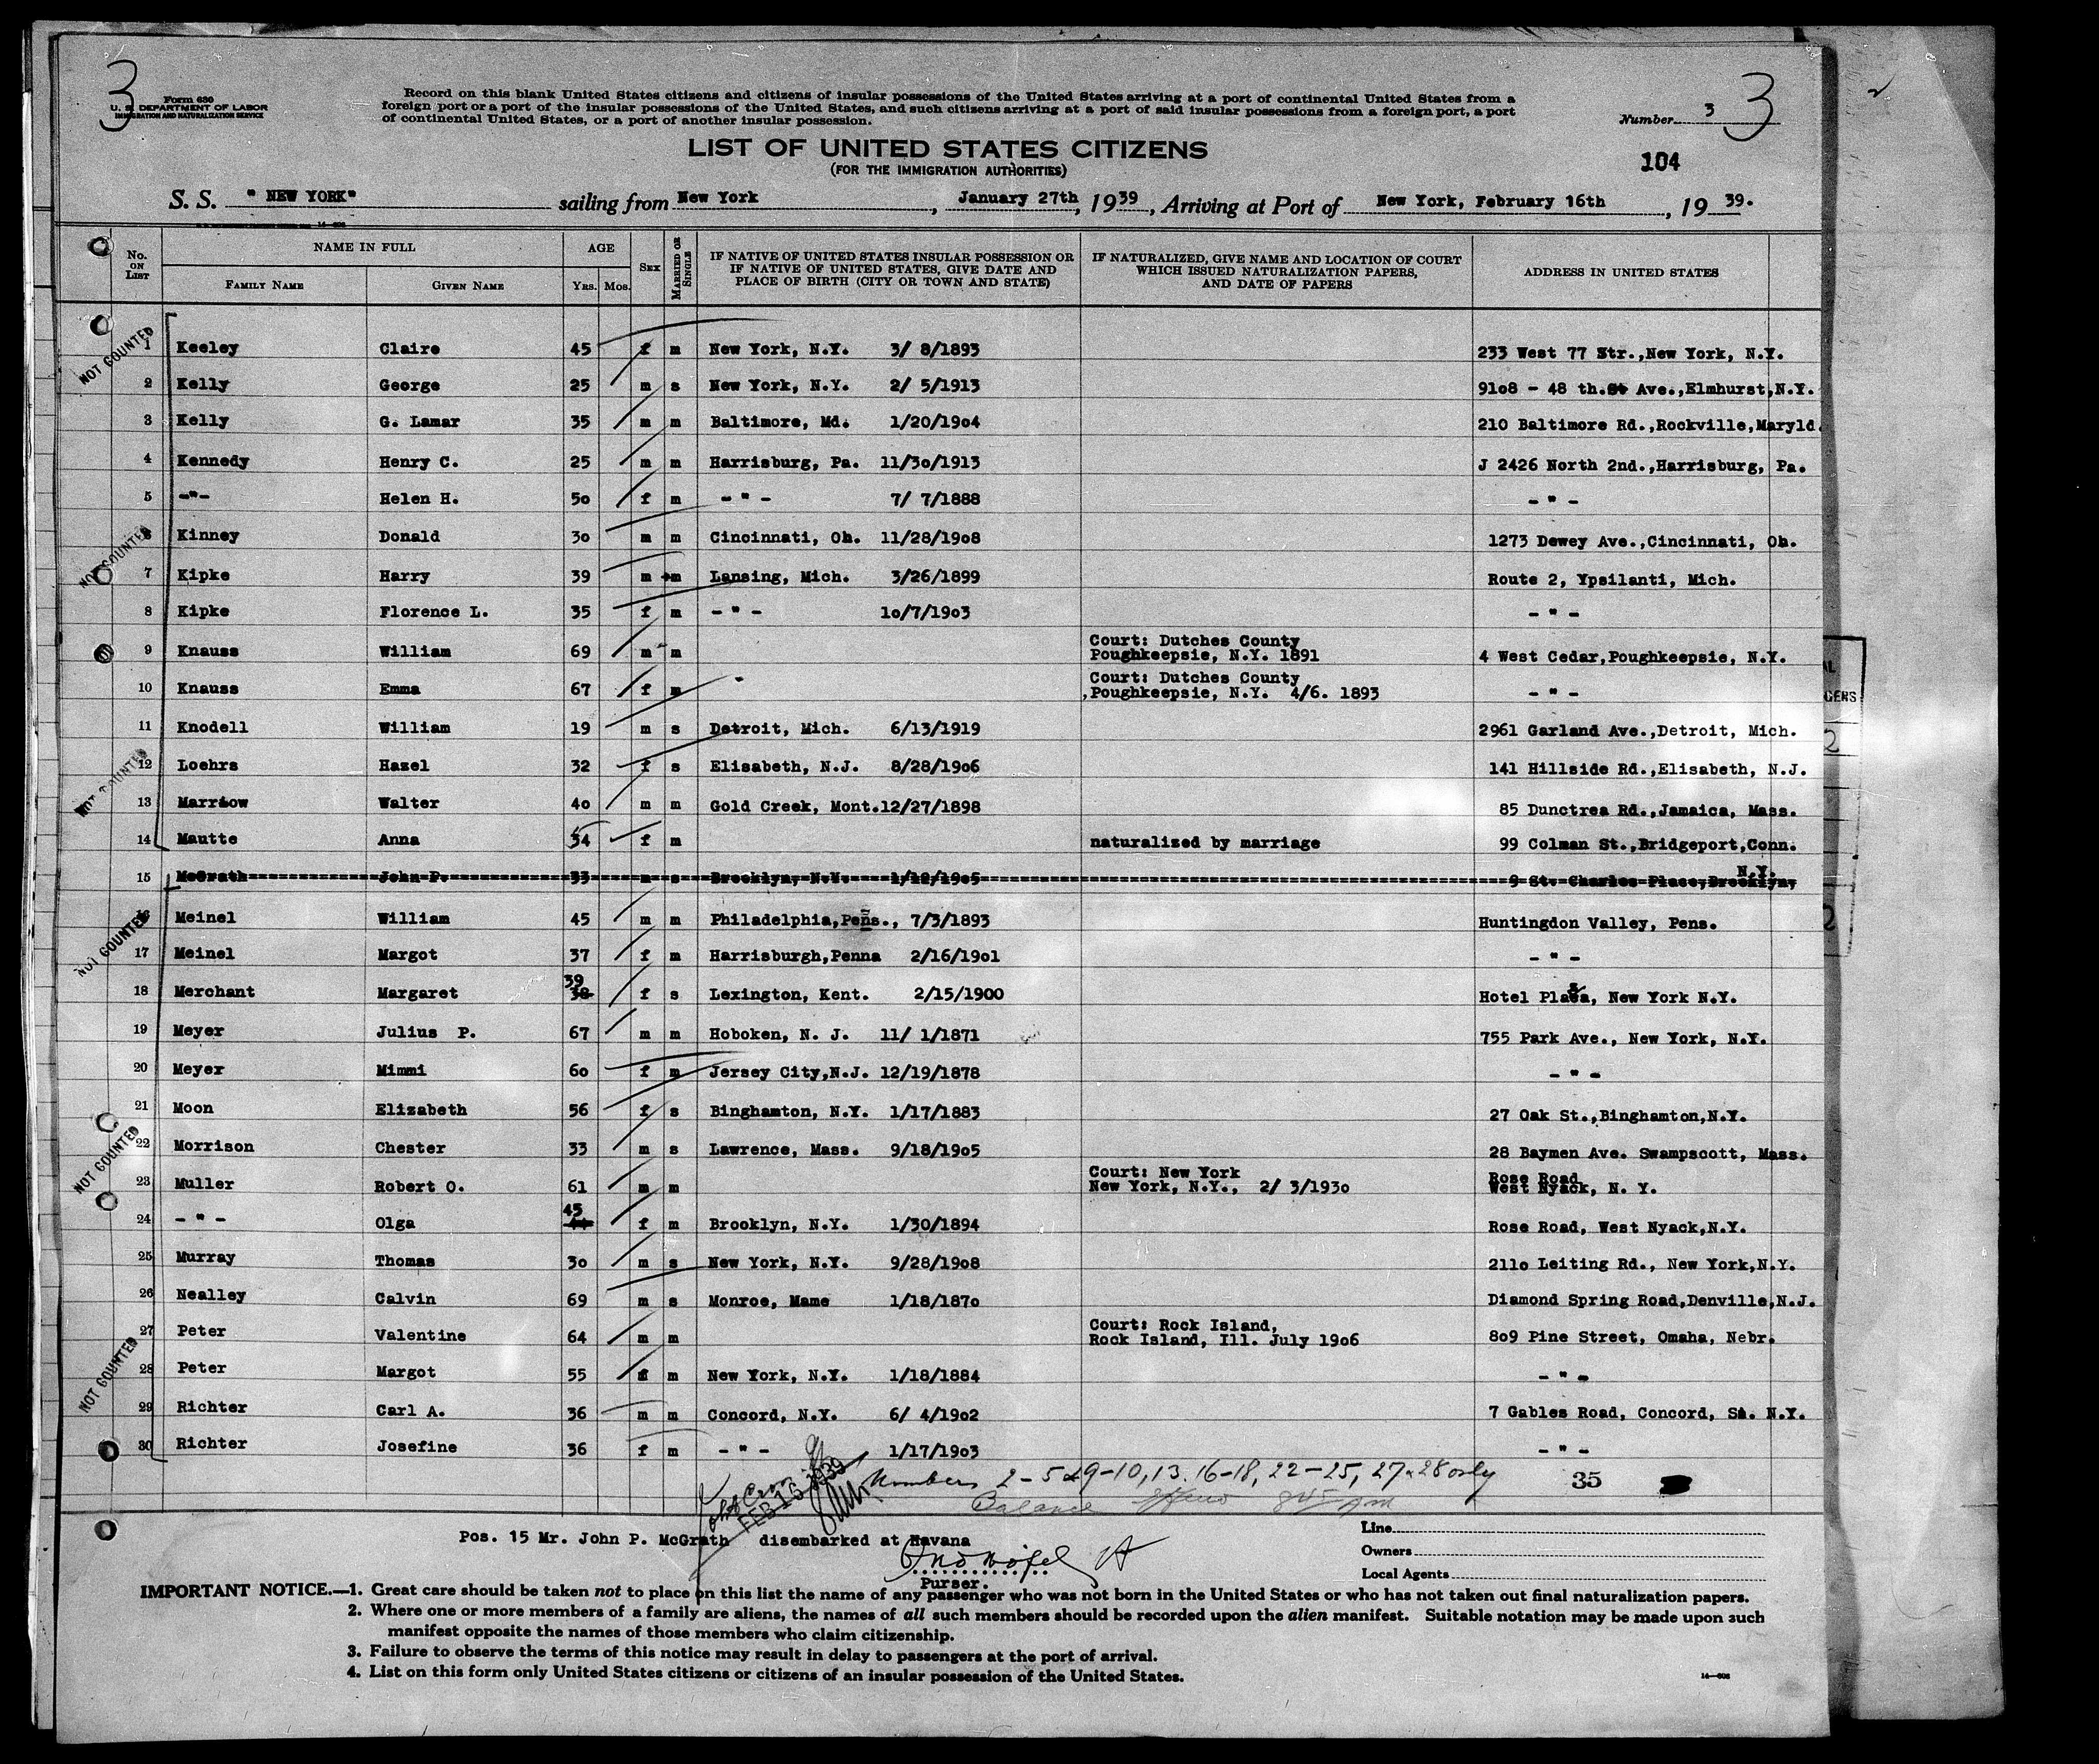 3
Form 630
U. S. DEPARTMENT OF LABOR
IMMIGRATION AND NATURALIZATION SERVICE
Record on this blank United States citizens and citizens of insular possessions of the United States arriving at a port of continental United States from a
foreign port or a port of the insular possessions of the United States, and such citizens arriving at a port of said insular possessions from a foreign port, a port
of continental United States, or a port of another insular possession.
Number 3 3
LIST OF UNITED STATES CITIZENS
(FOR THE IMMIGRATION AUTHORITIES)
104
S. S. " NEW YORK" sailing from New York, January 27th, 1939, Arriving at Port of New York, February 16th, 1939.
No. ON LIST NAME IN FULL FAMILY NAME GIVEN NAME AGE YRS. MOS. SEX MARRIED OR SINGLE IF NATIVE OF UNITED STATES INSULAR POSSESSION OR IF NATIVE OF UNITED STATES, GIVE DATE AND PLACE OF BIRTH (CITY OR TOWN AND STATE) IF NATURALIZED, GIVE NAME AND LOCATION OF COURT WHICH ISSUED NATURALIZATION PAPERS, AND DATE OF PAPERS ADDRESS IN UNITED STATES
NOT COUNTED
1 Keeley Claire 45 f m New York, N.Y. 3/ 8/1893 233 West 77 Str.,New York, N.Y.
2 Kelly George 25 m s New York, N.Y. 2/ 5/1913 9108 - 48 th.St Ave.,Elmhurst,N.Y.
3 Kelly G. Lamar 35 m m Baltimore, Md. 1/20/1904 210 Baltimore Rd.,Rockville,Maryld.
4 Kennedy Henry C. 25 m m Harrisburg, Pa. 11/30/1913 J 2426 North 2nd.,Harrisburg, Pa.
5 -"- Helen H. 50 f m - " - 7/ 7/1888 - " -
NOT COUNTED
6 Kinney Donald 30 m m Cincinnati, Oh. 11/28/1908 1273 Dewey Ave.,Cincinnati, Oh.
7 Kipke Harry 39 m m Lansing, Mich. 3/26/1899 Route 2, Ypsilanti, Mich.
8 Kipke Florence L. 35 f m - " - 10/7/1903 - " -
9 Knauss William 69 m m Court: Dutches County Poughkeepsie, N.Y. 1891 4 West Cedar,Poughkeepsie, N.Y.
10 Knauss Emma 67 f m Court: Dutches County ,Poughkeepsie, N.Y. 4/6. 1893 - " -
11 Knodell William 19 m s Detroit, Mich. 6/13/1919 2961 Garland Ave.,Detroit, Mich.
NOT COUNTED
12 Loehrs Hazel 32 f s Elisabeth, N.J. 8/28/1906 141 Hillside Rd.,Elisabeth, N.J.
13 Marrow Walter 40 m m Gold Creek, Mont.12/27/1898 85 Dunctrea Rd.,Jamaica, Mass.
14 Mautte Anna 34 f m naturalized by marriage 99 Colman St.,Bridgeport,Conn.
15 McGrath John P. 33 m s Brooklyn, N.Y. 1/12/1905 9 St. Charles Place,Brooklyn, N.Y.
NOT COUNTED
16 Meinel William 45 m m Philadelphia,Pens., 7/3/1893 Huntingdon Valley, Pens.
17 Meinel Margot 37 f m Harrisburgh,Penna 2/16/1901 - " -
18 Merchant Margaret 39 38 f s Lexington, Kent. 2/15/1900 Hotel Plaza, New York N.Y.
19 Meyer Julius P. 67 m m Hoboken, N. J. 11/ 1/1871 755 Park Ave., New York, N.Y.
20 Meyer Mimmi 60 f m Jersey City,N.J. 12/19/1878 - " -
21 Moon Elizabeth 56 f s Binghamton, N.Y. 1/17/1883 27 Oak St.,Binghamton,N.Y.
NOT COUNTED
22 Morrison Chester 33 m s Lawrence, Mass. 9/18/1905 28 Baymen Ave. Swampscott, Mass.
23 Muller Robert O. 61 m m Court: New York New York, N.Y., 2/ 3/1930 Rose Road West Nyack, N. Y.
24 - " - Olga 45 44 f m Brooklyn, N.Y. 1/30/1894 Rose Road, West Nyack,N.Y.
25 Murray Thomas 30 m s New York, N.Y. 9/28/1908 2110 Leiting Rd., New York,N.Y.
26 Nealley Calvin 69 m s Monroe, Mame 1/18/1870 Diamond Spring Road,Denville,N.J.
27 Peter Valentine 64 m m Court: Rock Island, Rock Island, Ill. July 1906 809 Pine Street, Omaha, Nebr.
NOT COUNTED
28 Peter Margot 55 f m New York, N.Y. 1/18/1884 - " -
29 Richter Carl A. 36 m m Concord, N.Y. 6/ 4/1902 7 Gables Road, Concord, St. N.Y.
30 Richter Josefine 36 f m - " - 1/17/1903 - " -
FEB 16 1939
Numbers 2-5 & 9-10, 13. 16-18, 22-25, 27 & 28 only
35
Balance 845 AM
Pos. 15 Mr. John P. McGrath disembarked at Havana
Purser.
Line
Owners
Local Agents
IMPORTANT NOTICE.—1. Great care should be taken not to place on this list the name of any passenger who was not born in the United States or who has not taken out final naturalization papers.
2. Where one or more members of a family are aliens, the names of all such members should be recorded upon the alien manifest. Suitable notation may be made upon such
manifest opposite the names of those members who claim citizenship.
3. Failure to observe the terms of this notice may result in delay to passengers at the port of arrival.
4. List on this form only United States citizens or citizens of an insular possession of the United States.